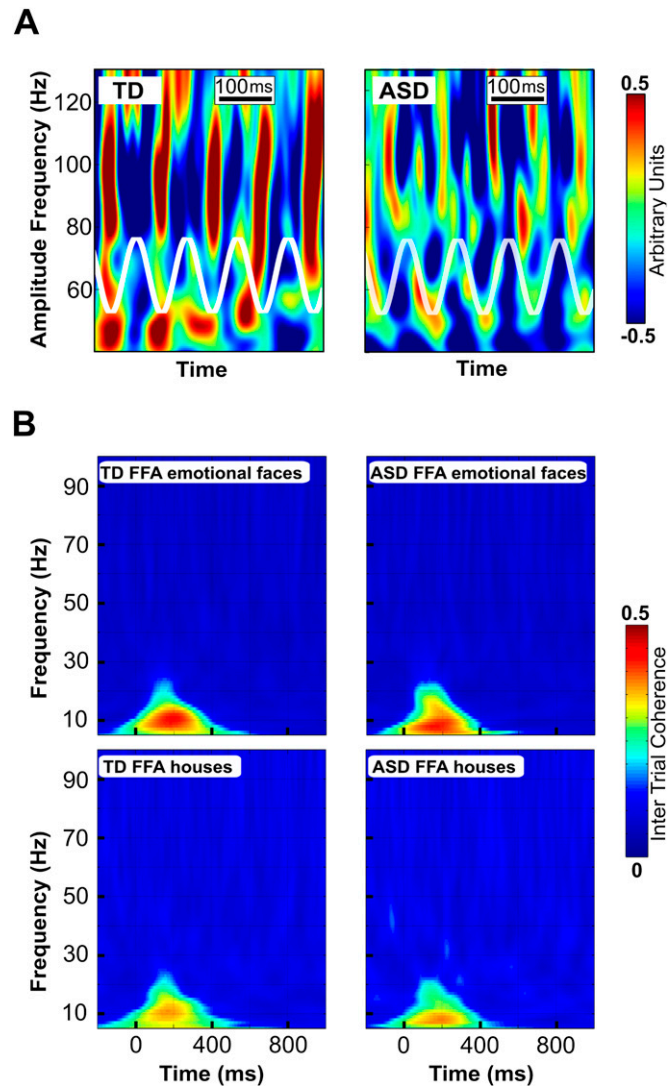 A
TD
100ms
ASD
100ms
120
100
80
60
Amplitude Frequency (Hz)
Time
Time
0.5
-0.5
Arbitrary Units
B
TD FFA emotional faces
ASD FFA emotional faces
90
70
50
30
10
Frequency (Hz)
TD FFA houses
ASD FFA houses
90
70
50
30
10
Frequency (Hz)
0 400 800
0 400 800
Time (ms)
Time (ms)
0.5
0
Inter Trial Coherence